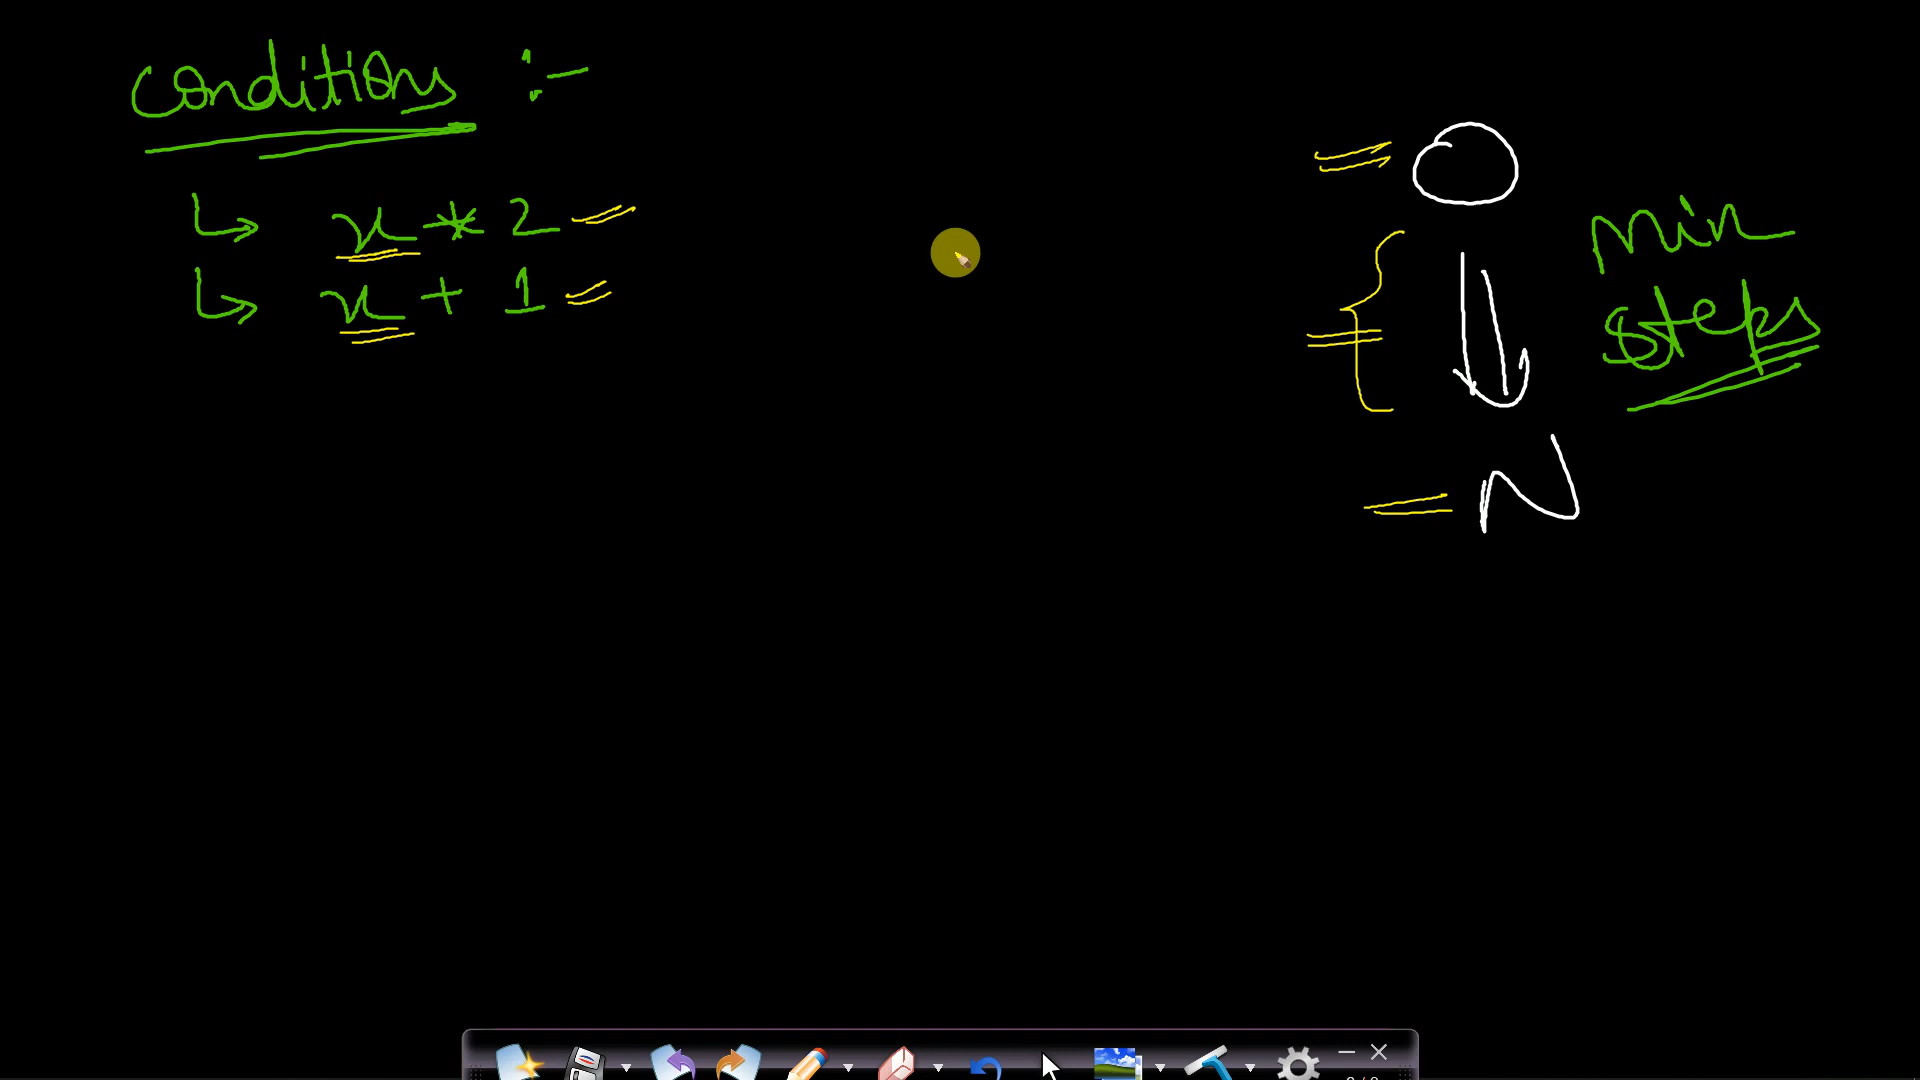 Conditions :-
↳ x * 2
↳ x + 1
0
min
steps
N